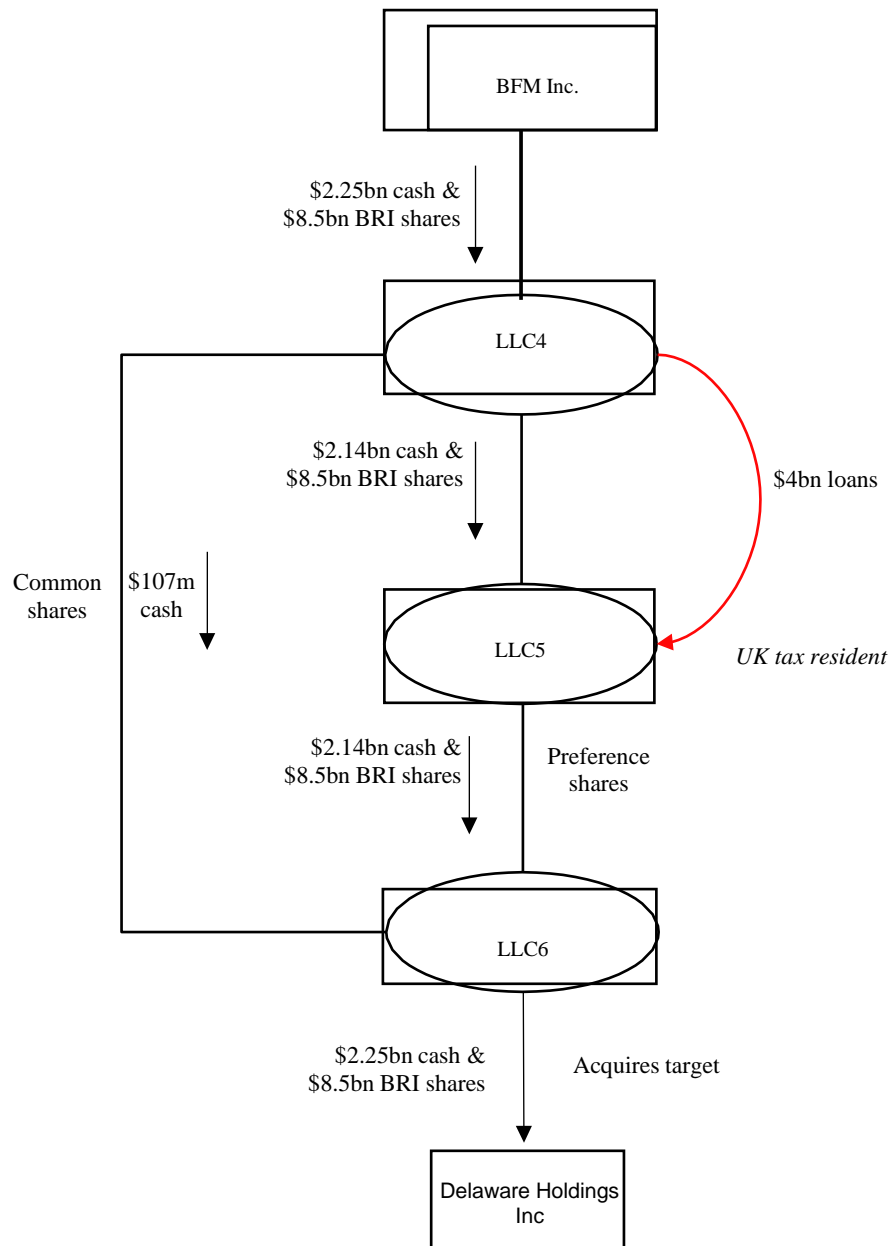 BFM Inc.
$2.25bn cash &
$8.5bn BRI shares
LLC4
$2.14bn cash &
$8.5bn BRI shares
$4bn loans
Common
shares
$107m
cash
LLC5
UK tax resident
$2.14bn cash &
$8.5bn BRI shares
Preference
shares
LLC6
$2.25bn cash &
$8.5bn BRI shares
Acquires target
Delaware Holdings
Inc